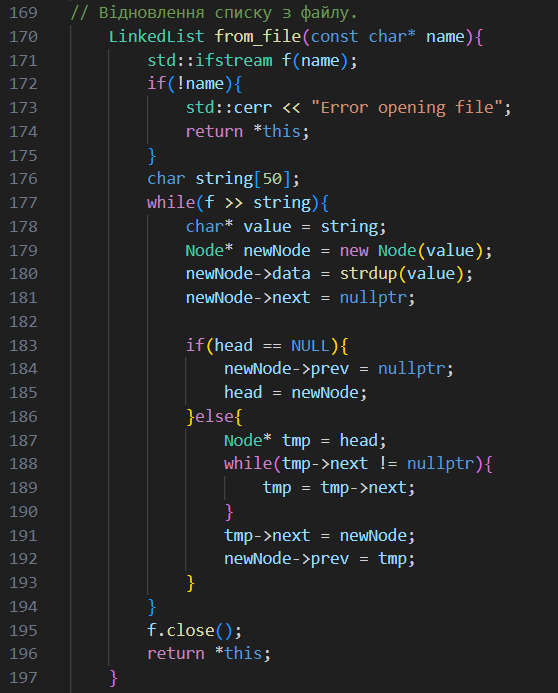 169 // Відновлення списку з файлу.
170 LinkedList from_file(const char* name){
171 std::ifstream f(name);
172 if(!name){
173 std::cerr << "Error opening file";
174 return *this;
175 }
176 char string[50];
177 while(f >> string){
178 char* value = string;
179 Node* newNode = new Node(value);
180 newNode->data = strdup(value);
181 newNode->next = nullptr;
182
183 if(head == NULL){
184 newNode->prev = nullptr;
185 head = newNode;
186 }else{
187 Node* tmp = head;
188 while(tmp->next != nullptr){
189 tmp = tmp->next;
190 }
191 tmp->next = newNode;
192 newNode->prev = tmp;
193 }
194 }
195 f.close();
196 return *this;
197 }